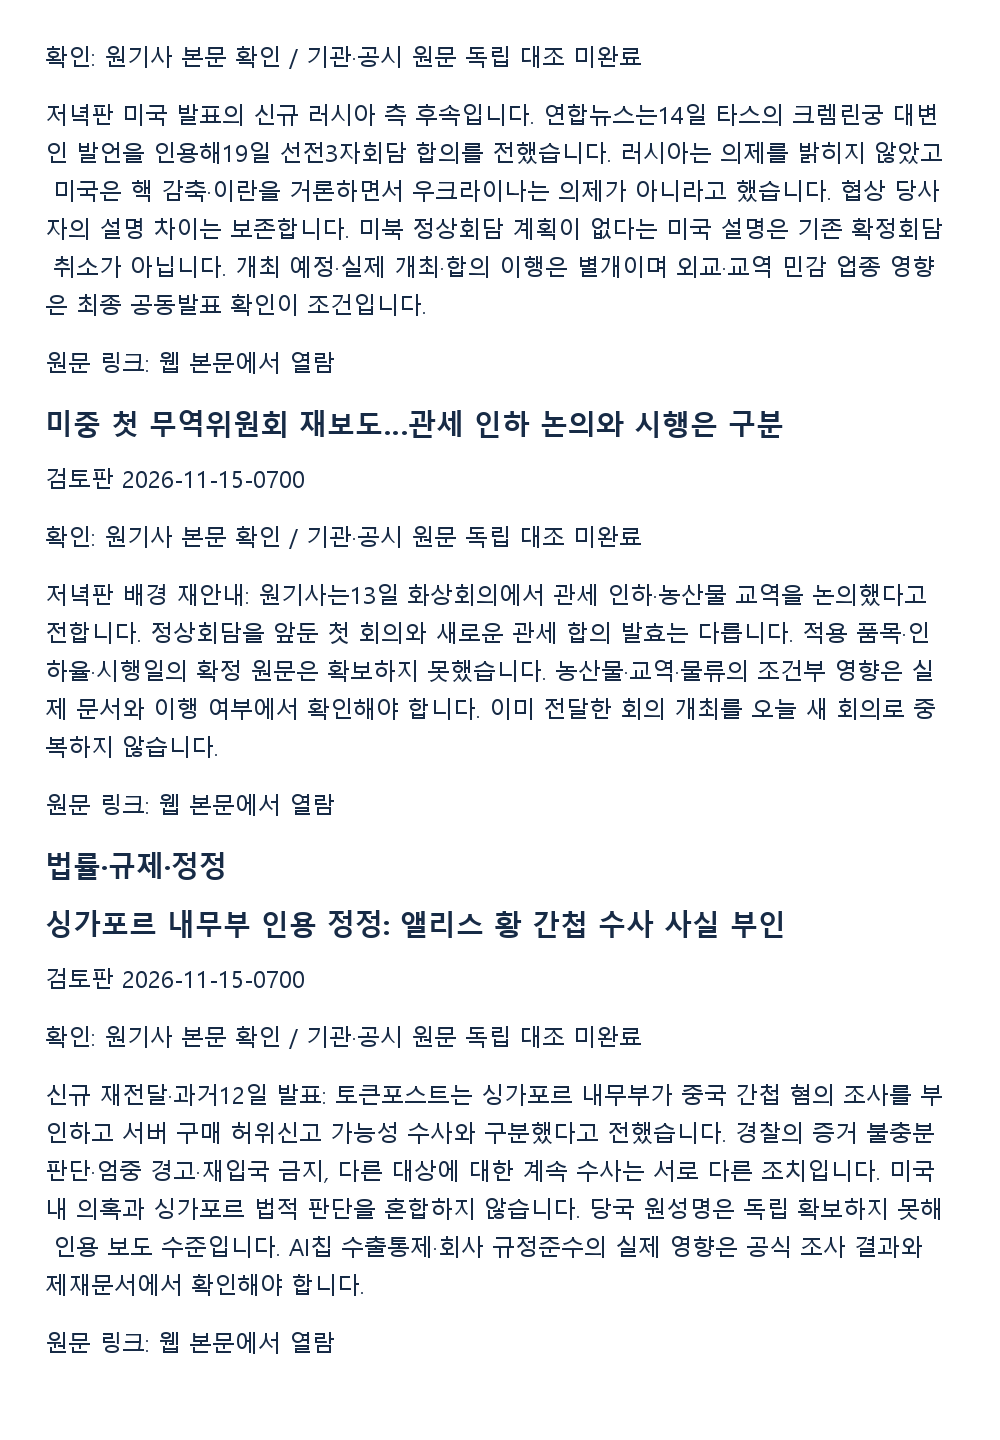 확인: 원기사 본문 확인 / 기관·공시 원문 독립 대조 미완료
저녁판 미국 발표의 신규 러시아 측 후속입니다. 연합뉴스는14일 타스의 크렘린궁 대변
인 발언을 인용해19일 선전3자회담 합의를 전했습니다. 러시아는 의제를 밝히지 않았고
미국은 핵 감축·이란을 거론하면서 우크라이나는 의제가 아니라고 했습니다. 협상 당사
자의 설명 차이는 보존합니다. 미북 정상회담 계획이 없다는 미국 설명은 기존 확정회담
취소가 아닙니다. 개최 예정·실제 개최·합의 이행은 별개이며 외교·교역 민감 업종 영향
은 최종 공동발표 확인이 조건입니다.
원문 링크: 웹 본문에서 열람
미중 첫 무역위원회 재보도...관세 인하 논의와 시행은 구분
검토판 2026-11-15-0700
확인: 원기사 본문 확인 / 기관·공시 원문 독립 대조 미완료
저녁판 배경 재안내: 원기사는13일 화상회의에서 관세 인하·농산물 교역을 논의했다고
전합니다. 정상회담을 앞둔 첫 회의와 새로운 관세 합의 발효는 다릅니다. 적용 품목·인
하율·시행일의 확정 원문은 확보하지 못했습니다. 농산물·교역·물류의 조건부 영향은 실
제 문서와 이행 여부에서 확인해야 합니다. 이미 전달한 회의 개최를 오늘 새 회의로 중
복하지 않습니다.
원문 링크: 웹 본문에서 열람
법률·규제·정정
싱가포르 내무부 인용 정정: 앨리스 황 간첩 수사 사실 부인
검토판 2026-11-15-0700
확인: 원기사 본문 확인 / 기관·공시 원문 독립 대조 미완료
신규 재전달·과거12일 발표: 토큰포스트는 싱가포르 내무부가 중국 간첩 혐의 조사를 부
인하고 서버 구매 허위신고 가능성 수사와 구분했다고 전했습니다. 경찰의 증거 불충분
판단·엄중 경고·재입국 금지, 다른 대상에 대한 계속 수사는 서로 다른 조치입니다. 미국
내 의혹과 싱가포르 법적 판단을 혼합하지 않습니다. 당국 원성명은 독립 확보하지 못해
인용 보도 수준입니다. AI칩 수출통제·회사 규정준수의 실제 영향은 공식 조사 결과와
제재문서에서 확인해야 합니다.
원문 링크: 웹 본문에서 열람